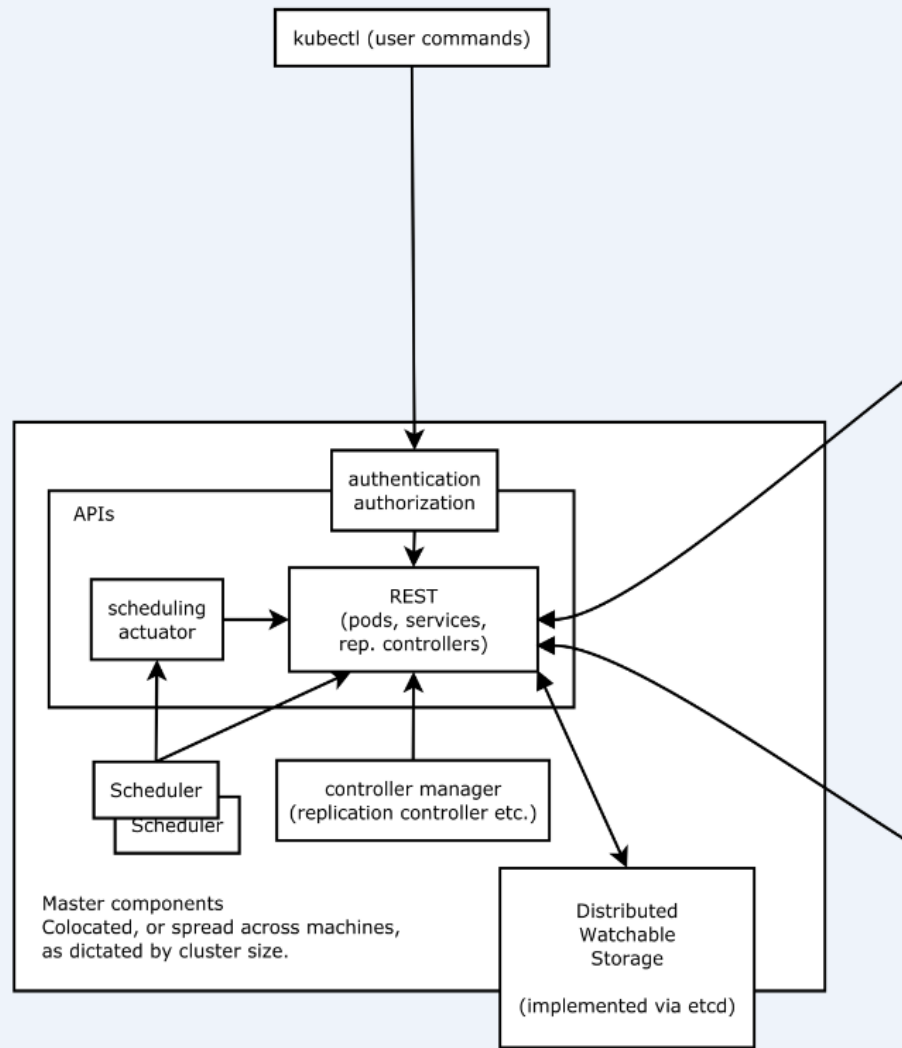 kubectl (user commands)
authentication
authorization
APIs
REST
(pods, services,
rep. controllers)
scheduling
actuator
Scheduler
Scheduler
controller manager
(replication controller etc.)
Master components
Colocated, or spread across machines,
as dictated by cluster size.
Distributed
Watchable
Storage
(implemented via etcd)